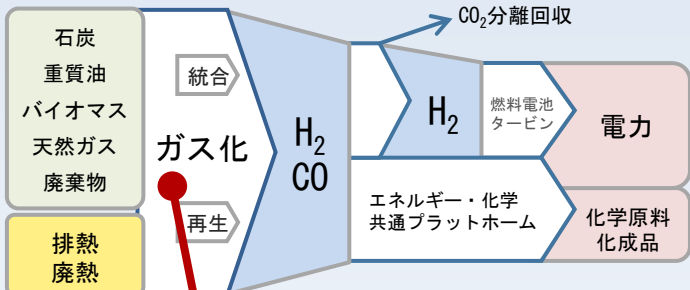 石炭
重質油
バイオマス
天然ガス
廃棄物
排熱
廃熱
統合
ガス化
再生
H₂
CO
CO₂分離回収
H₂
燃料電池
タービン
電力
エネルギー・化学
共通プラットホーム
化学原料
化成品